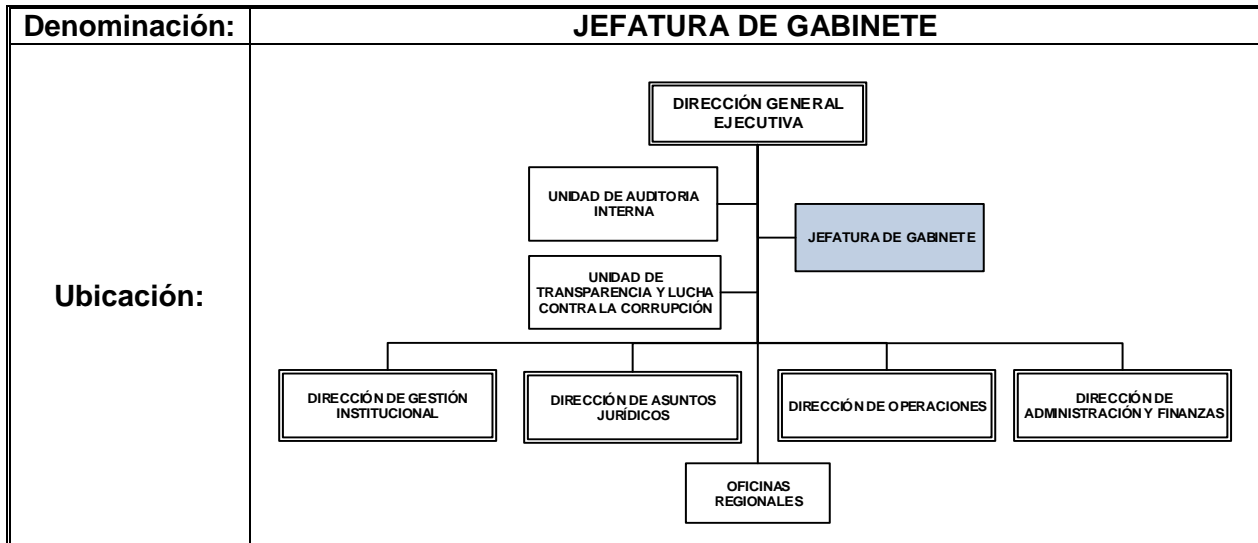 Denominación:
JEFATURA DE GABINETE
Ubicación:
DIRECCIÓN GENERAL
EJECUTIVA
UNIDAD DE AUDITORIA
INTERNA
JEFATURA DE GABINETE
UNIDAD DE
TRANSPARENCIA Y LUCHA
CONTRA LA CORRUPCIÓN
DIRECCIÓN DE GESTIÓN
INSTITUCIONAL
DIRECCIÓN DE ASUNTOS
JURÍDICOS
DIRECCIÓN DE OPERACIONES
DIRECCIÓN DE
ADMINISTRACIÓN Y FINANZAS
OFICINAS
REGIONALES